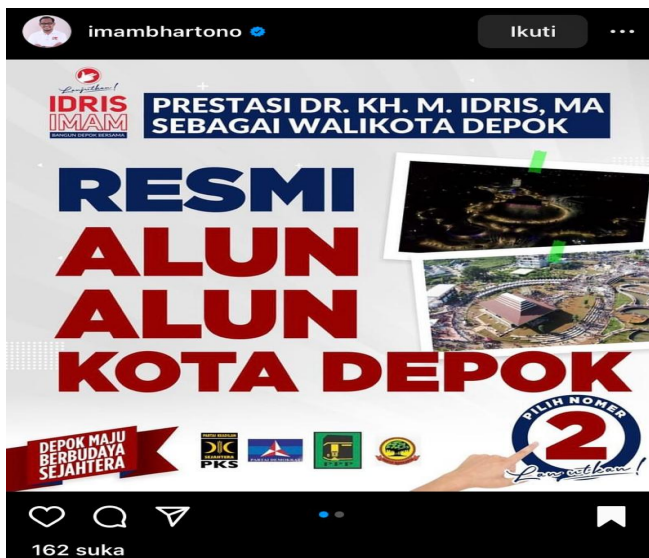 imambhartono
Ikuti
Lanjutkan!
IDRIS
IMAM
BANGUN DEPOK BERSAMA
PRESTASI DR. KH. M. IDRIS, MA
SEBAGAI WALIKOTA DEPOK
RESMI
ALUN
ALUN
KOTA DEPOK
DEPOK MAJU
BERBUDAYA
SEJAHTERA
PARTAI KEADILAN
SEJAHTERA
PKS
PARTAI DEMOKRAT
PPP
PILIH NOMER
2
Lanjutkan!
162 suka